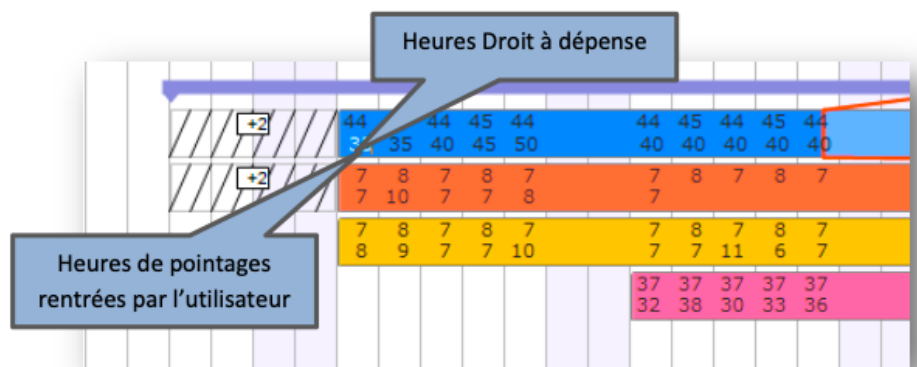 Heures Droit à dépense
+2 44 44 45 44 44 45 44 45 44
35 40 45 50 40 40 40 40 40
+2 7 8 7 8 7 7 8 7 8 7
7 10 7 7 8 7
7 8 7 8 7 7 8 7 8 7
8 9 7 7 10 7 7 11 6 7
Heures de pointages
rentrées par l’utilisateur
37 37 37 37 37
32 38 30 33 36